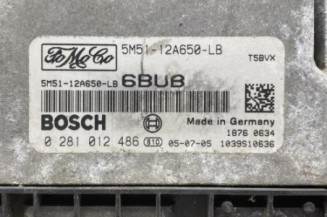 FoMoCo 5M51-12A650-LB
T5BVX
5M51-12A650-LB 6BUB
BOSCH Made in Germany
1876 0634
0 281 012 486 B10 05-07-05 1039S10636